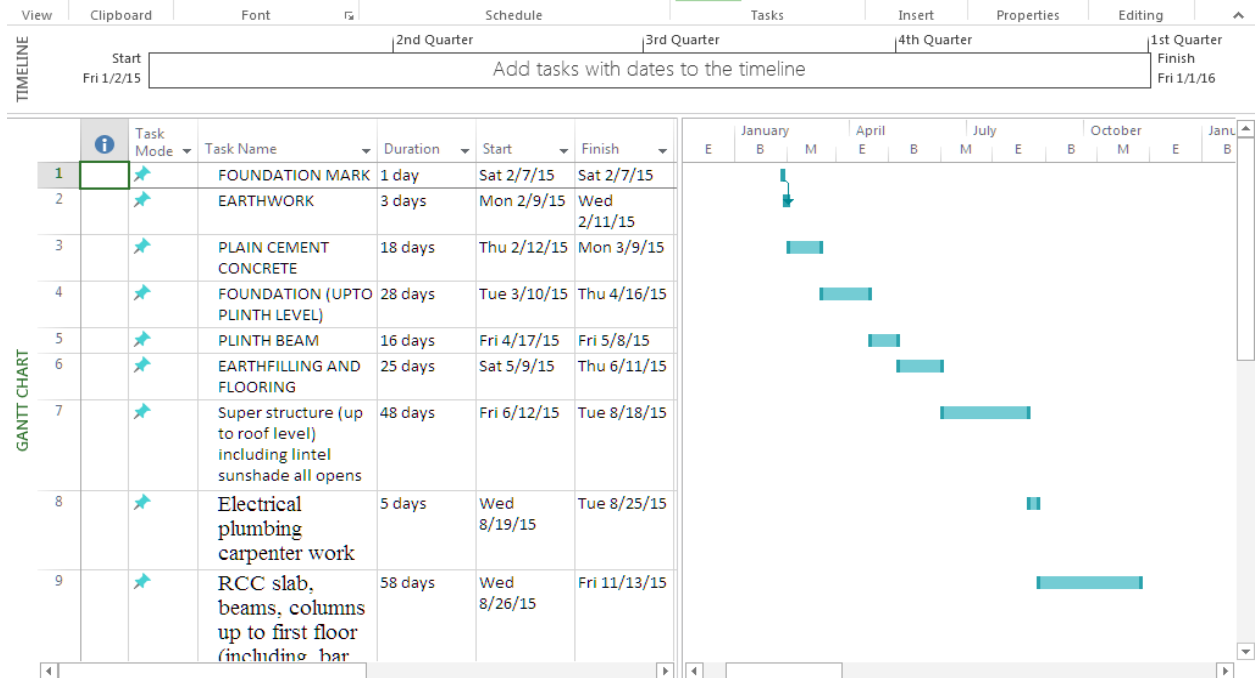 View Clipboard Font Schedule Tasks Insert Properties Editing
TIMELINE
2nd Quarter 3rd Quarter 4th Quarter 1st Quarter
Start
Fri 1/2/15
Add tasks with dates to the timeline
Finish
Fri 1/1/16
GANTT CHART
Task Mode Task Name Duration Start Finish
January April July October Janu
E B M E B M E B M E B
1 FOUNDATION MARK 1 day Sat 2/7/15 Sat 2/7/15
2 EARTHWORK 3 days Mon 2/9/15 Wed
2/11/15
3 PLAIN CEMENT 18 days Thu 2/12/15 Mon 3/9/15
CONCRETE
4 FOUNDATION (UPTO 28 days Tue 3/10/15 Thu 4/16/15
PLINTH LEVEL)
5 PLINTH BEAM 16 days Fri 4/17/15 Fri 5/8/15
6 EARTHFILLING AND 25 days Sat 5/9/15 Thu 6/11/15
FLOORING
7 Super structure (up 48 days Fri 6/12/15 Tue 8/18/15
to roof level)
including lintel
sunshade all opens
8 Electrical 5 days Wed Tue 8/25/15
plumbing 8/19/15
carpenter work
9 RCC slab, 58 days Wed Fri 11/13/15
beams, columns 8/26/15
up to first floor
(including bar